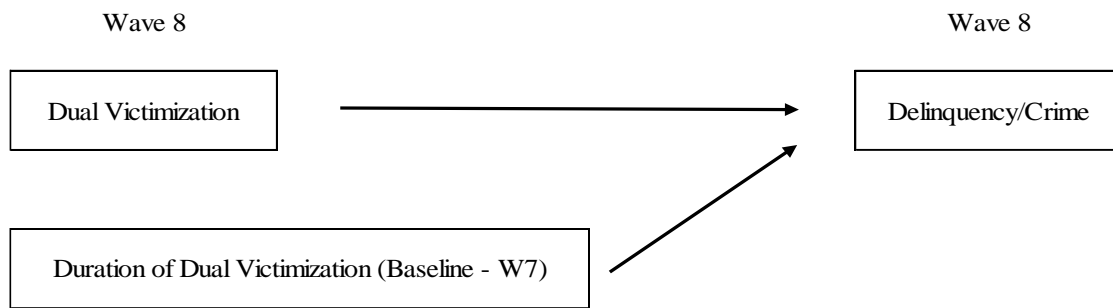 Wave 8
Wave 8
Dual Victimization
Delinquency/Crime
Duration of Dual Victimization (Baseline - W7)